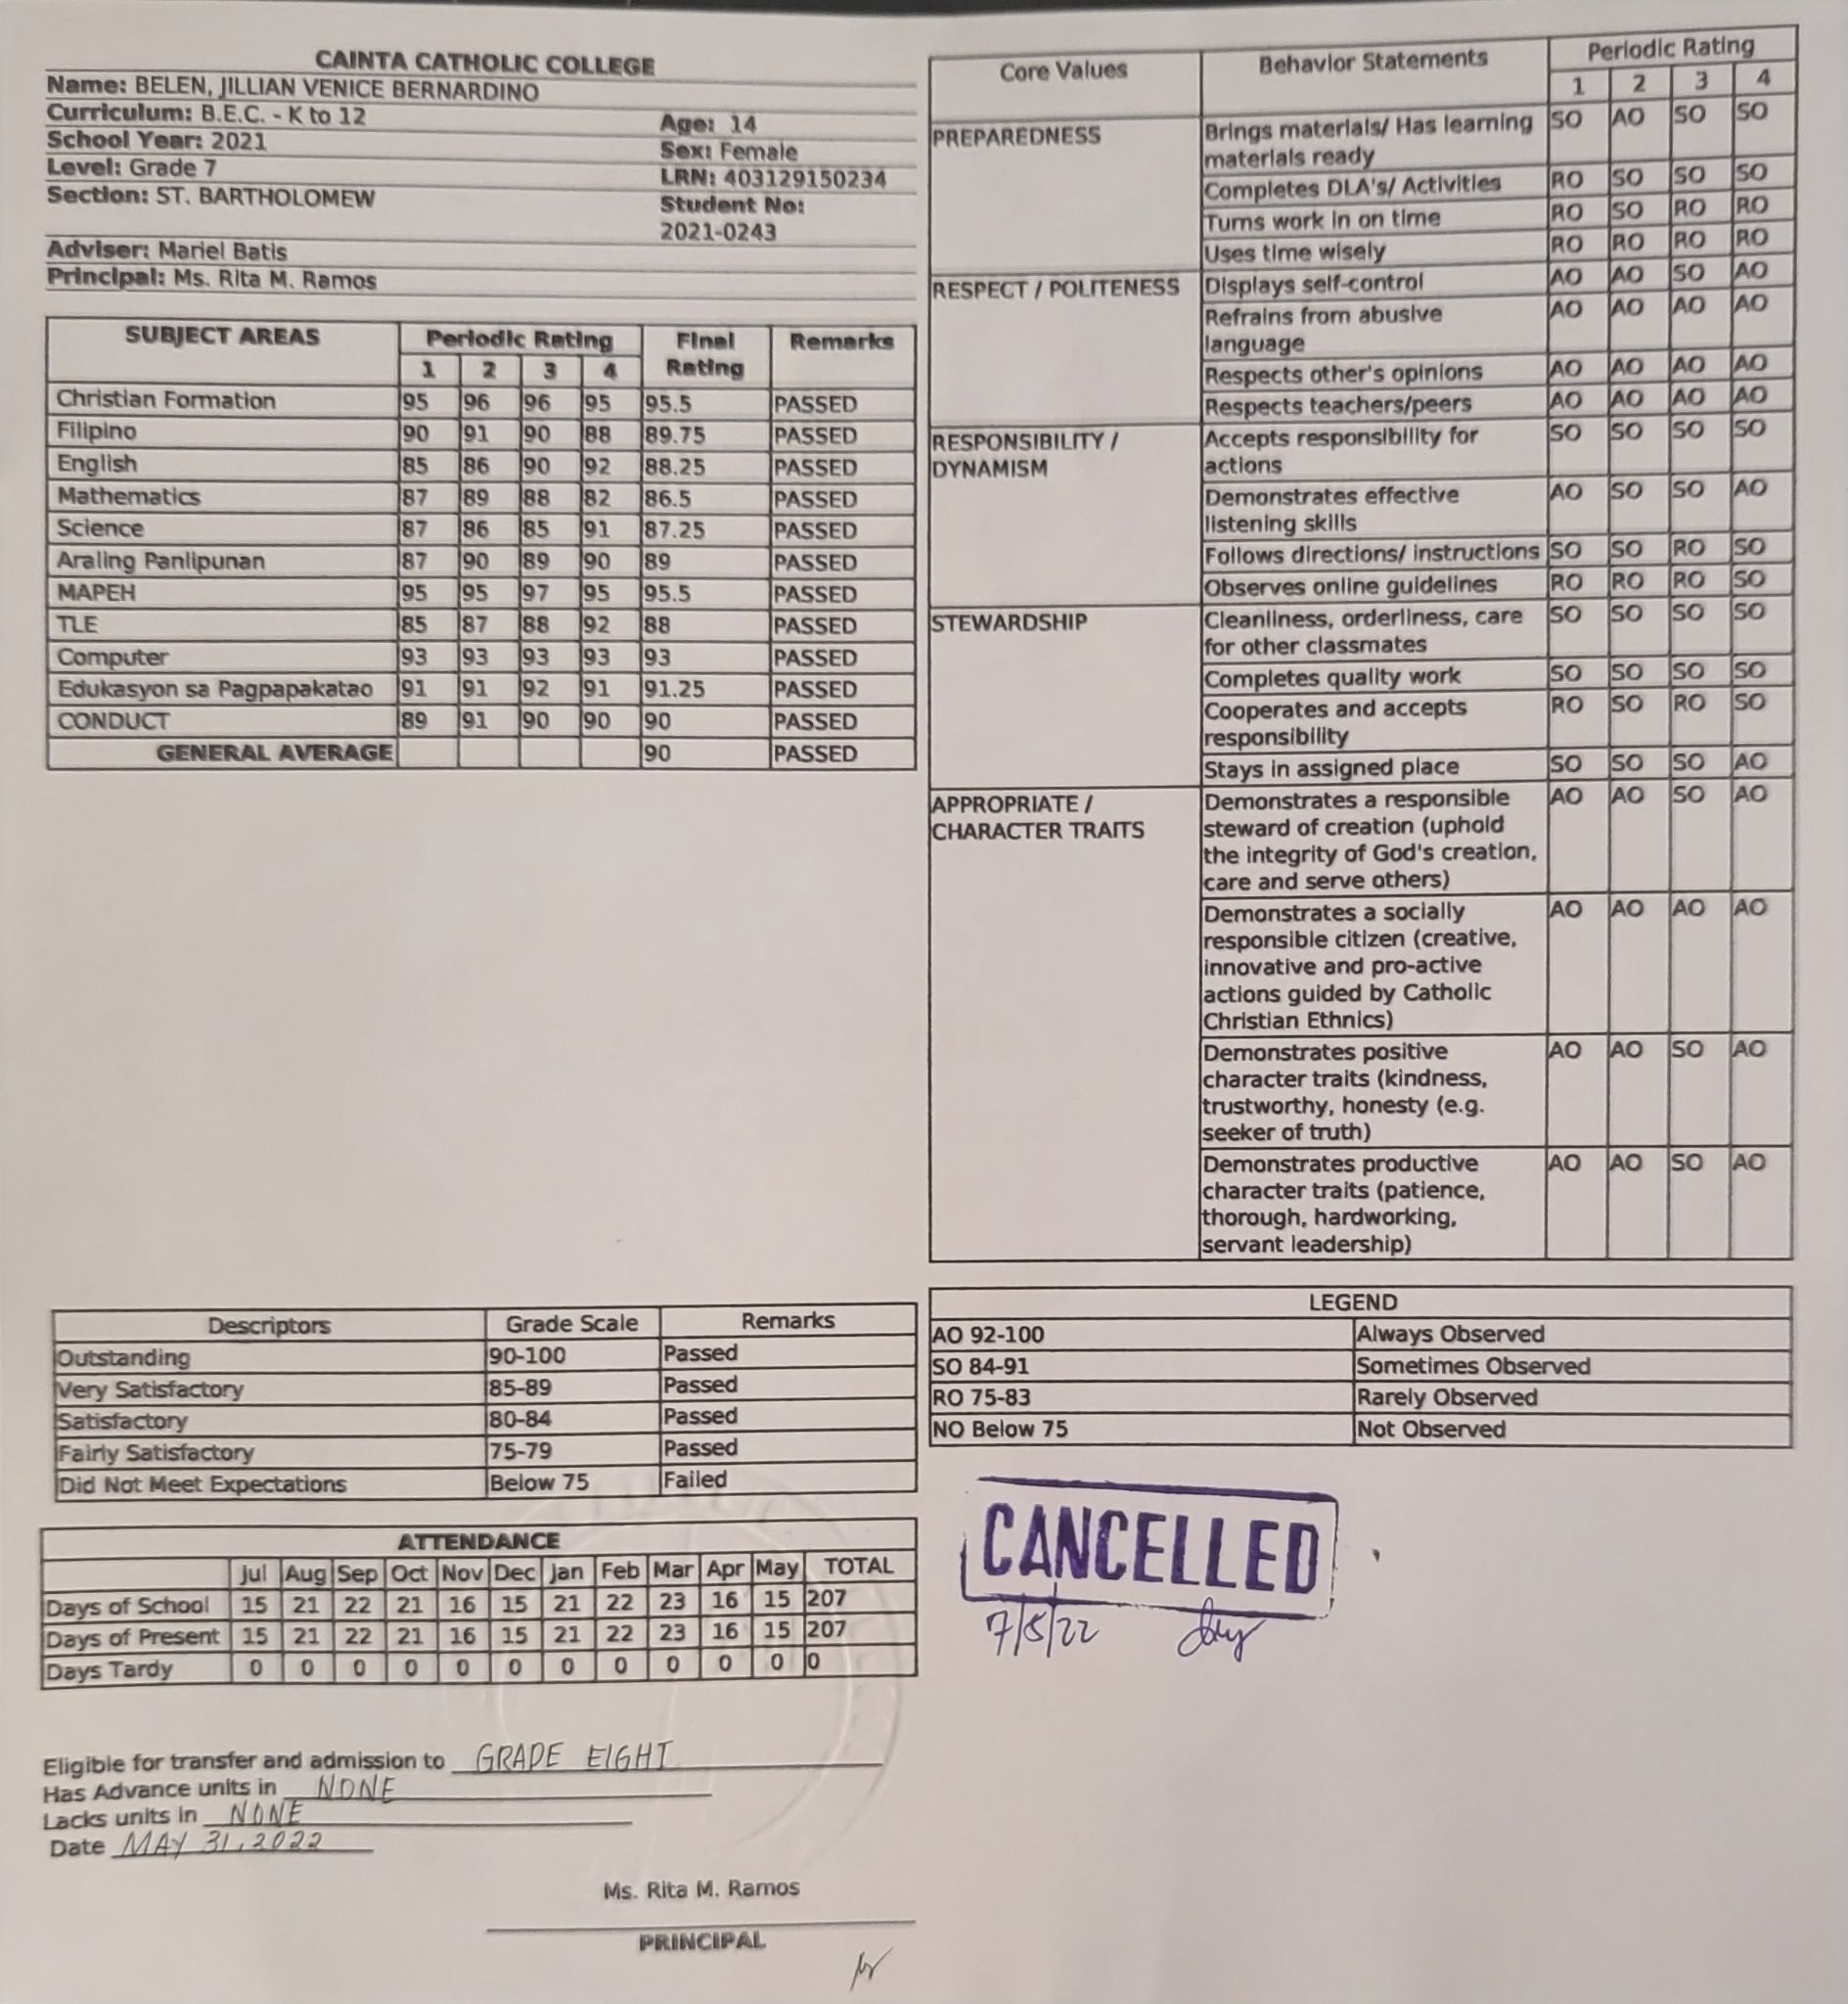 CAINTA CATHOLIC COLLEGE
Name: BELEN, JILLIAN VENICE BERNARDINO
Curriculum: B.E.C. - K to 12
Age: 14
School Year: 2021
Sex: Female
Level: Grade 7
LRN: 403129150234
Section: ST. BARTHOLOMEW
Student No:
2021-0243
Adviser: Mariel Batis
Principal: Ms. Rita M. Ramos
SUBJECT AREAS Periodic Rating Final Rating Remarks
1 2 3 4
Christian Formation 95 96 96 95 95.5 PASSED
Filipino 90 91 90 88 89.75 PASSED
English 85 86 90 92 88.25 PASSED
Mathematics 87 89 88 82 86.5 PASSED
Science 87 86 85 91 87.25 PASSED
Araling Panlipunan 87 90 89 90 89 PASSED
MAPEH 95 95 97 95 95.5 PASSED
TLE 85 87 88 92 88 PASSED
Computer 93 93 93 93 93 PASSED
Edukasyon sa Pagpapakatao 91 91 92 91 91.25 PASSED
CONDUCT 89 91 90 90 90 PASSED
GENERAL AVERAGE 90 PASSED
Descriptors Grade Scale Remarks
Outstanding 90-100 Passed
Very Satisfactory 85-89 Passed
Satisfactory 80-84 Passed
Fairly Satisfactory 75-79 Passed
Did Not Meet Expectations Below 75 Failed
ATTENDANCE
Jul Aug Sep Oct Nov Dec Jan Feb Mar Apr May TOTAL
Days of School 15 21 22 21 16 15 21 22 23 16 15 207
Days of Present 15 21 22 21 16 15 21 22 23 16 15 207
Days Tardy 0 0 0 0 0 0 0 0 0 0 0 0
Eligible for transfer and admission to GRADE EIGHT
Has Advance units in NONE
Lacks units in NONE
Date MAY 31, 2022
Ms. Rita M. Ramos
PRINCIPAL
Core Values Behavior Statements Periodic Rating
1 2 3 4
PREPAREDNESS Brings materials/ Has learning SO AO SO SO
materials ready
Completes DLA's/ Activities RO SO SO SO
Turns work in on time RO SO RO RO
Uses time wisely RO RO RO RO
RESPECT / POLITENESS Displays self-control AO AO SO AO
Refrains from abusive AO AO AO AO
language
Respects other's opinions AO AO AO AO
Respects teachers/peers AO AO AO AO
RESPONSIBILITY / Accepts responsibility for SO SO SO SO
DYNAMISM actions
Demonstrates effective AO SO SO AO
listening skills
Follows directions/ instructions SO SO RO SO
Observes online guidelines RO RO RO SO
STEWARDSHIP Cleanliness, orderliness, care SO SO SO SO
for other classmates
Completes quality work SO SO SO SO
Cooperates and accepts RO SO RO SO
responsibility
Stays in assigned place SO SO SO AO
APPROPRIATE / Demonstrates a responsible AO AO SO AO
CHARACTER TRAITS steward of creation (uphold
the integrity of God's creation,
care and serve others)
Demonstrates a socially AO AO AO AO
responsible citizen (creative,
innovative and pro-active
actions guided by Catholic
Christian Ethnics)
Demonstrates positive AO AO SO AO
character traits (kindness,
trustworthy, honesty (e.g.
seeker of truth)
Demonstrates productive AO AO SO AO
character traits (patience,
thorough, hardworking,
servant leadership)
LEGEND
AO 92-100 Always Observed
SO 84-91 Sometimes Observed
RO 75-83 Rarely Observed
NO Below 75 Not Observed
CANCELLED